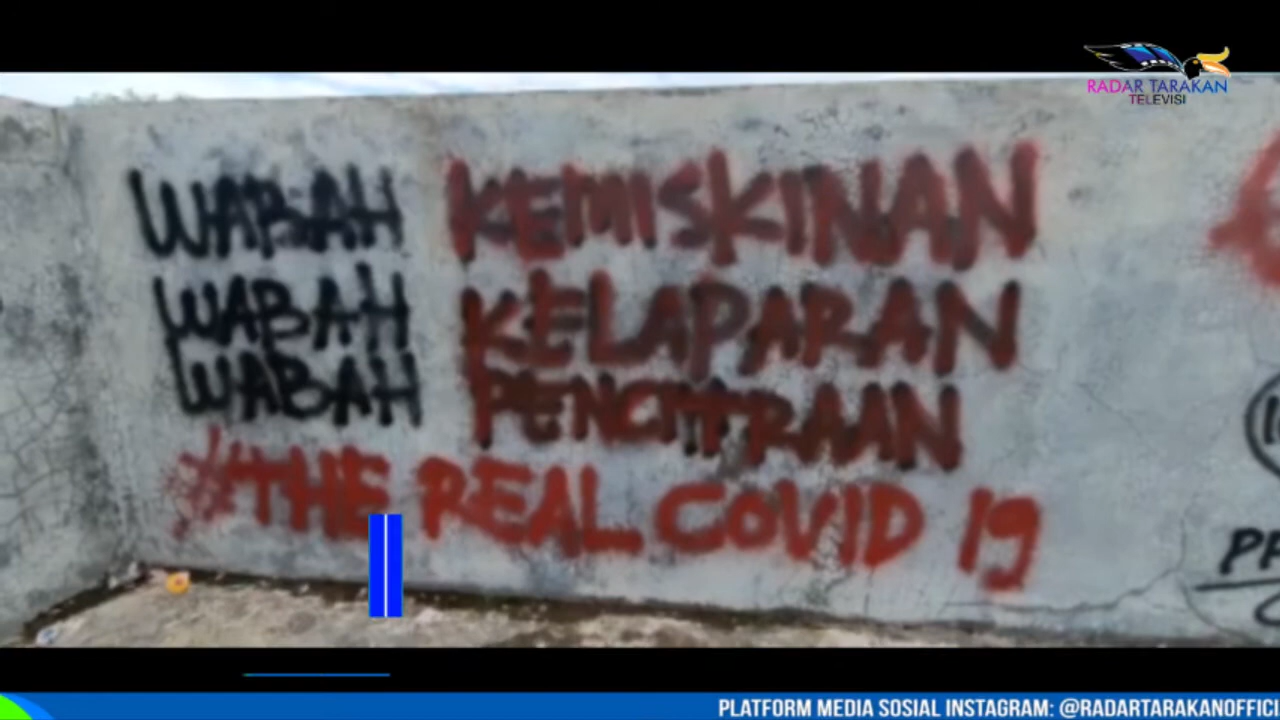 RADAR TARAKAN
TELEVISI
WABAH KEMISKINAN
WABAH KELAPARAN
WABAH PENCITRAAN
#THE REAL COVID 19
PLATFORM MEDIA SOSIAL INSTAGRAM: @RADARTARAKANOFFICI